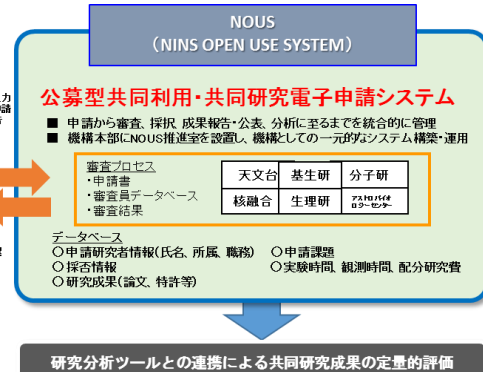 NOUS
(NINS OPEN USE SYSTEM)
公募型共同利用・共同研究電子申請システム
■ 申請から審査、採択、成果報告・公表、分析に至るまでを統合的に管理
■ 機構本部にNOUS推進室を設置し、機構としての一元的なシステム構築・運用
審査プロセス
・申請書
・審査員データベース
・審査結果
天文台 基生研 分子研
核融合 生理研 アストロバイオロジーセンター
データベース
○申請研究者情報(氏名、所属、職務) ○申請課題
○採否情報 ○実験時間、観測時間、配分研究費
○研究成果(論文、特許等)
研究分析ツールとの連携による共同研究成果の定量的評価